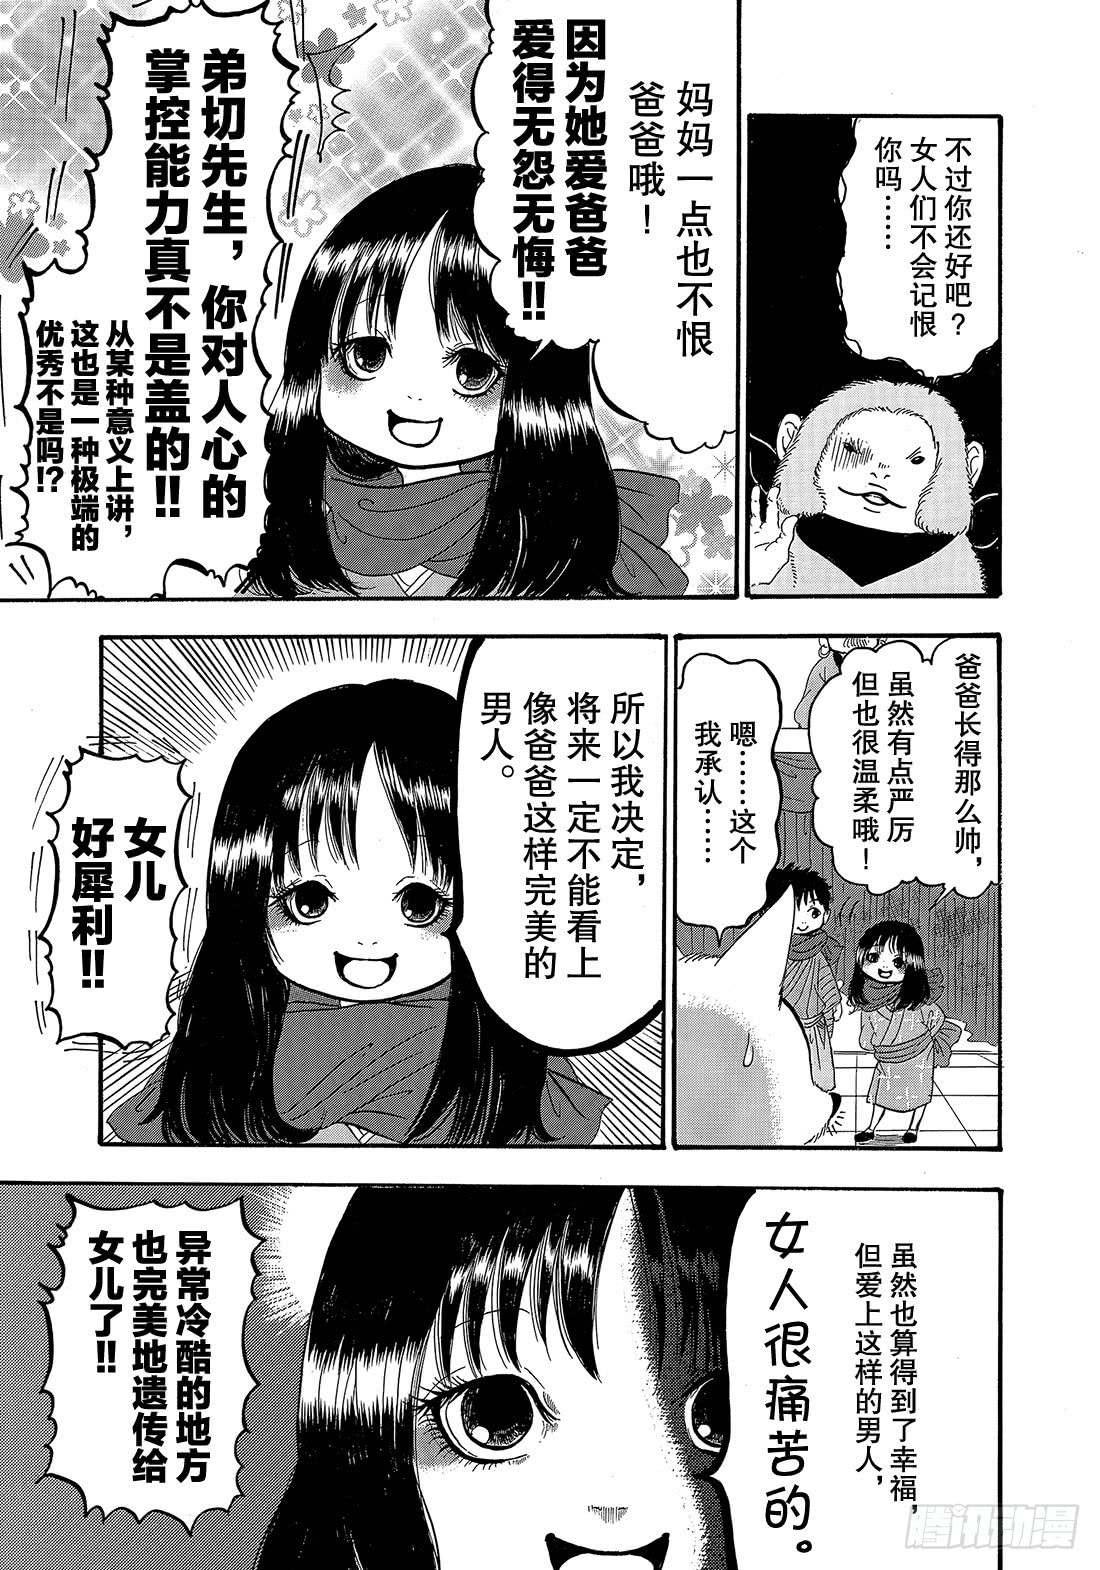 不过你还好吧？
女人们不会记恨
你吗……
妈妈一点也不恨
爸爸哦！
因为她爱爸爸
爱得无怨无悔!!
弟切先生，你对人心的
掌控能力真不是盖的!!
从某种意义上讲，
这也是一种极端的
优秀不是吗!?
爸爸长得那么帅，
虽然有点严厉
但也很温柔哦！
嗯……这个
我承认……
所以我决定，
将来一定不能看上
像爸爸这样完美的
男人。
女儿
好犀利!!
虽然也算得到了幸福，
但爱上这样的男人，
女人很痛苦的。
异常冷酷的地方
也完美地遗传给
女儿了!!
腾讯动漫